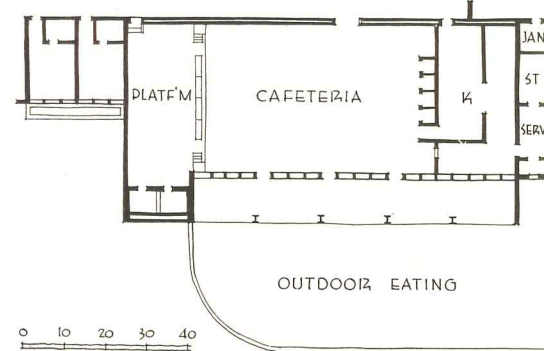 JAN
PLATF'M
CAFETERIA
K
ST
SERV
OUTDOOR EATING
0 10 20 30 40